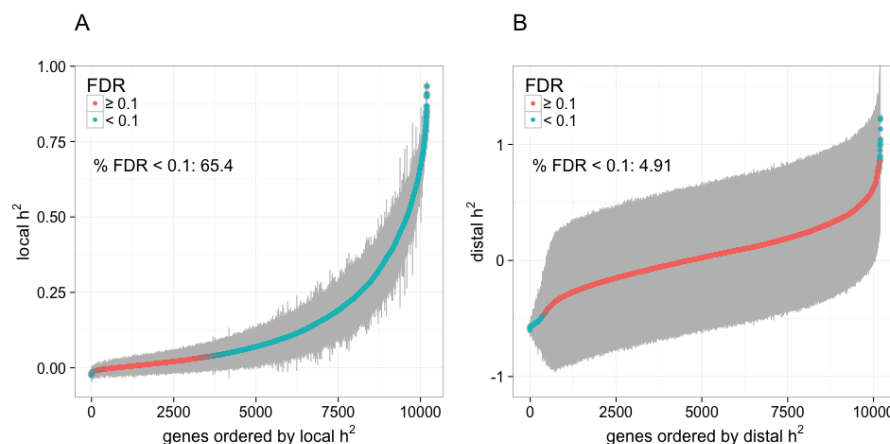 A
local h²
1.00
0.75
0.50
0.25
0.00
FDR
≥ 0.1
< 0.1
% FDR < 0.1: 65.4
0 2500 5000 7500 10000
genes ordered by local h²
B
distal h²
1
0
-1
FDR
≥ 0.1
< 0.1
% FDR < 0.1: 4.91
0 2500 5000 7500 10000
genes ordered by distal h²